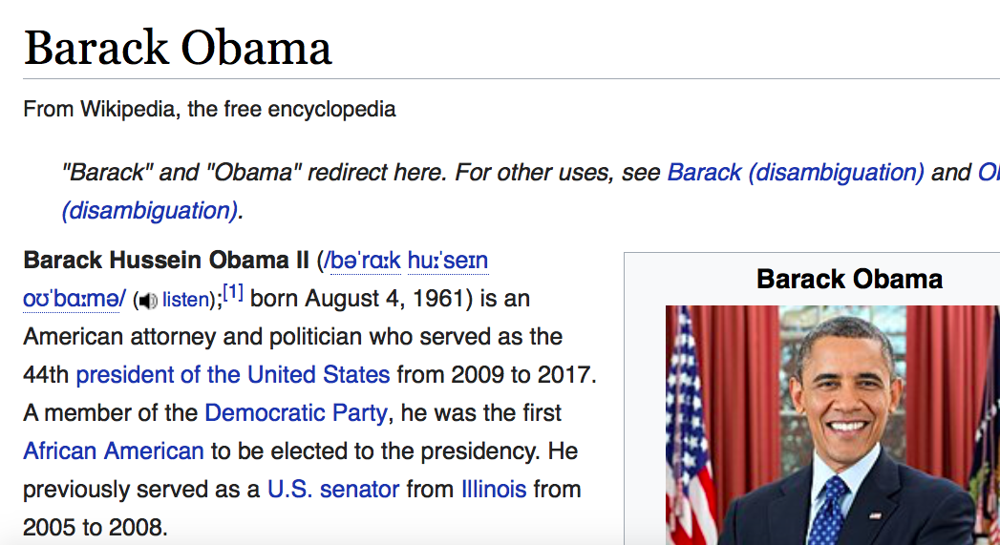 Barack Obama
From Wikipedia, the free encyclopedia
"Barack" and "Obama" redirect here. For other uses, see Barack (disambiguation) and
(disambiguation).
Barack Hussein Obama II (/bəˈrɑːk huːˈseɪn
oʊˈbɑːmə/ (listen);[1] born August 4, 1961) is an
American attorney and politician who served as the
44th president of the United States from 2009 to 2017.
A member of the Democratic Party, he was the first
African American to be elected to the presidency. He
previously served as a U.S. senator from Illinois from
2005 to 2008.
Barack Obama